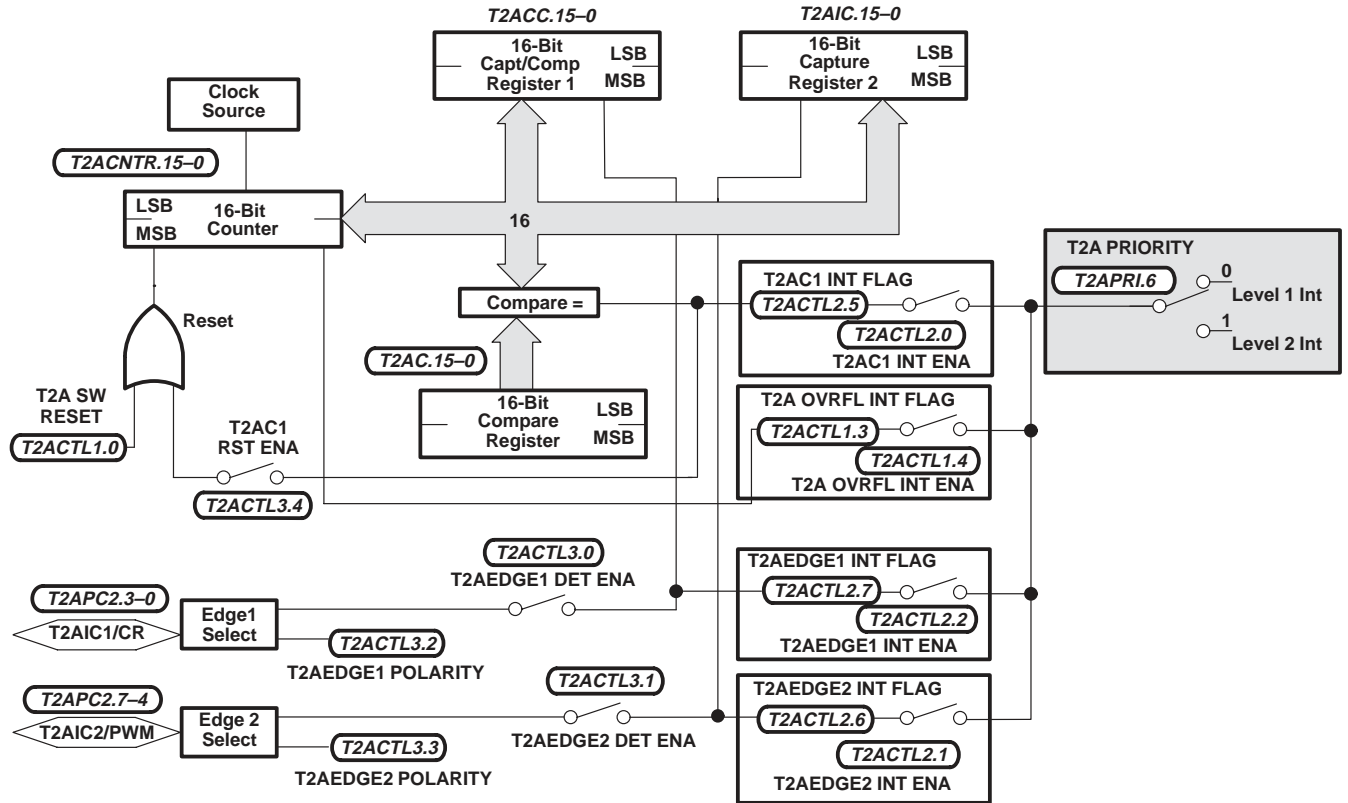 T2ACC.15–0
T2AIC.15–0
16-Bit
Capt/Comp
Register 1
LSB
MSB
16-Bit
Capture
Register 2
LSB
MSB
Clock
Source
T2ACNTR.15–0
LSB
MSB
16-Bit
Counter
16
Reset
Compare =
T2AC.15–0
16-Bit
Compare
Register
LSB
MSB
T2A SW
RESET
T2ACTL1.0
T2AC1
RST ENA
T2ACTL3.4
T2AC1 INT FLAG
T2ACTL2.5
T2ACTL2.0
T2AC1 INT ENA
T2A PRIORITY
T2APRI.6
0
Level 1 Int
1
Level 2 Int
T2A OVRFL INT FLAG
T2ACTL1.3
T2ACTL1.4
T2A OVRFL INT ENA
T2ACTL3.0
T2AEDGE1 DET ENA
T2APC2.3–0
T2AIC1/CR
Edge1
Select
T2ACTL3.2
T2AEDGE1 POLARITY
T2AEDGE1 INT FLAG
T2ACTL2.7
T2ACTL2.2
T2AEDGE1 INT ENA
T2APC2.7–4
T2AIC2/PWM
Edge 2
Select
T2ACTL3.3
T2AEDGE2 POLARITY
T2ACTL3.1
T2AEDGE2 DET ENA
T2AEDGE2 INT FLAG
T2ACTL2.6
T2ACTL2.1
T2AEDGE2 INT ENA